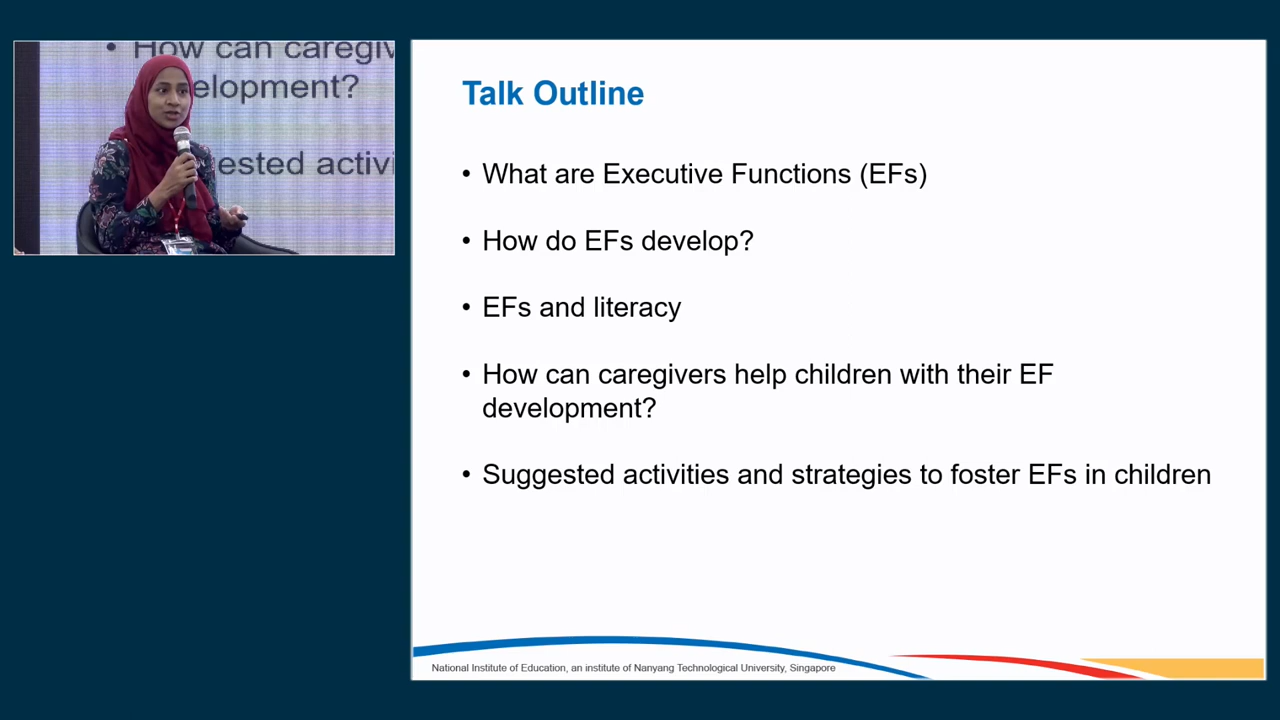 How can caregiv
elopment?
ested activi
Talk Outline
• What are Executive Functions (EFs)
• How do EFs develop?
• EFs and literacy
• How can caregivers help children with their EF
development?
• Suggested activities and strategies to foster EFs in children
National Institute of Education, an institute of Nanyang Technological University, Singapore